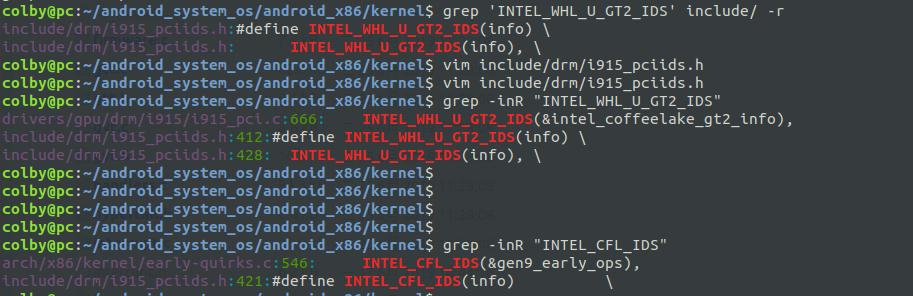 colby@pc:~/android_system_os/android_x86/kernel$ grep 'INTEL_WHL_U_GT2_IDS' include/ -r
include/drm/i915_pciids.h:#define INTEL_WHL_U_GT2_IDS(info) \
include/drm/i915_pciids.h:      INTEL_WHL_U_GT2_IDS(info), \
colby@pc:~/android_system_os/android_x86/kernel$ vim include/drm/i915_pciids.h
colby@pc:~/android_system_os/android_x86/kernel$ vim include/drm/i915_pciids.h
colby@pc:~/android_system_os/android_x86/kernel$ grep -inR "INTEL_WHL_U_GT2_IDS"
drivers/gpu/drm/i915/i915_pci.c:666:    INTEL_WHL_U_GT2_IDS(&intel_coffeelake_gt2_info),
include/drm/i915_pciids.h:412:#define INTEL_WHL_U_GT2_IDS(info) \
include/drm/i915_pciids.h:428:  INTEL_WHL_U_GT2_IDS(info), \
colby@pc:~/android_system_os/android_x86/kernel$
colby@pc:~/android_system_os/android_x86/kernel$
colby@pc:~/android_system_os/android_x86/kernel$
colby@pc:~/android_system_os/android_x86/kernel$
colby@pc:~/android_system_os/android_x86/kernel$ grep -inR "INTEL_CFL_IDS"
arch/x86/kernel/early-quirks.c:546:     INTEL_CFL_IDS(&gen9_early_ops),
include/drm/i915_pciids.h:421:#define INTEL_CFL_IDS(info)          \